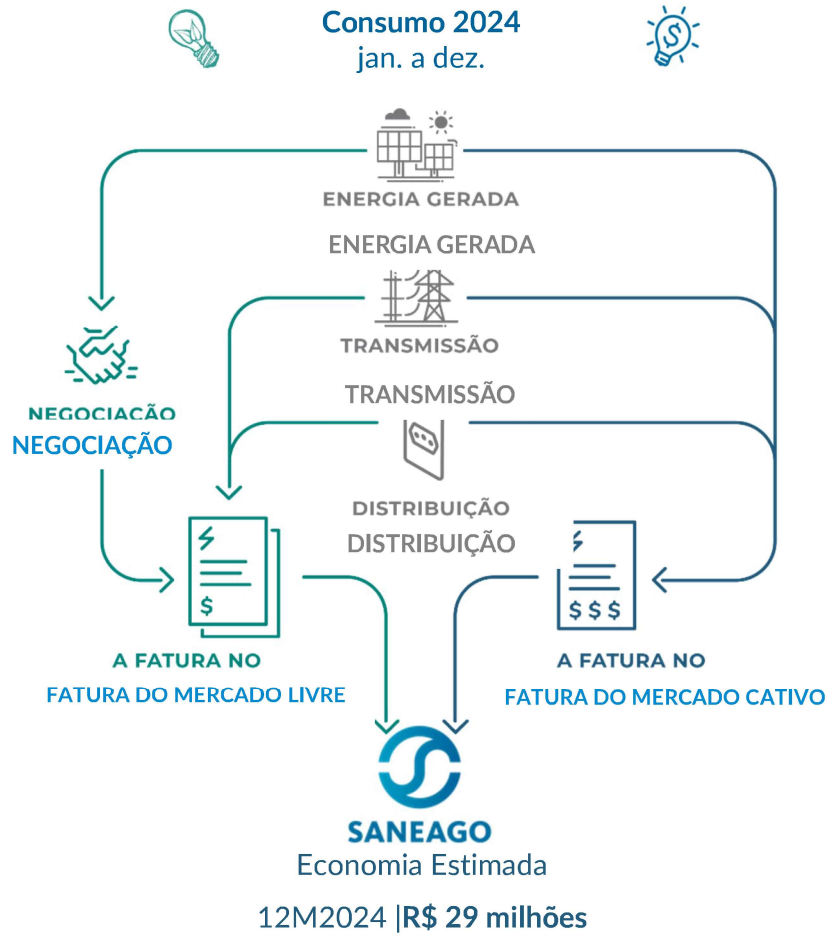 Consumo 2024
jan. a dez.
$
ENERGIA GERADA
ENERGIA GERADA
TRANSMISSÃO
TRANSMISSÃO
NEGOCIAÇÃO
NEGOCIAÇÃO
DISTRIBUIÇÃO
DISTRIBUIÇÃO
$
$ $ $
A FATURA NO
A FATURA NO
FATURA DO MERCADO LIVRE
FATURA DO MERCADO CATIVO
SANEAGO
Economia Estimada
12M2024 |R$ 29 milhões